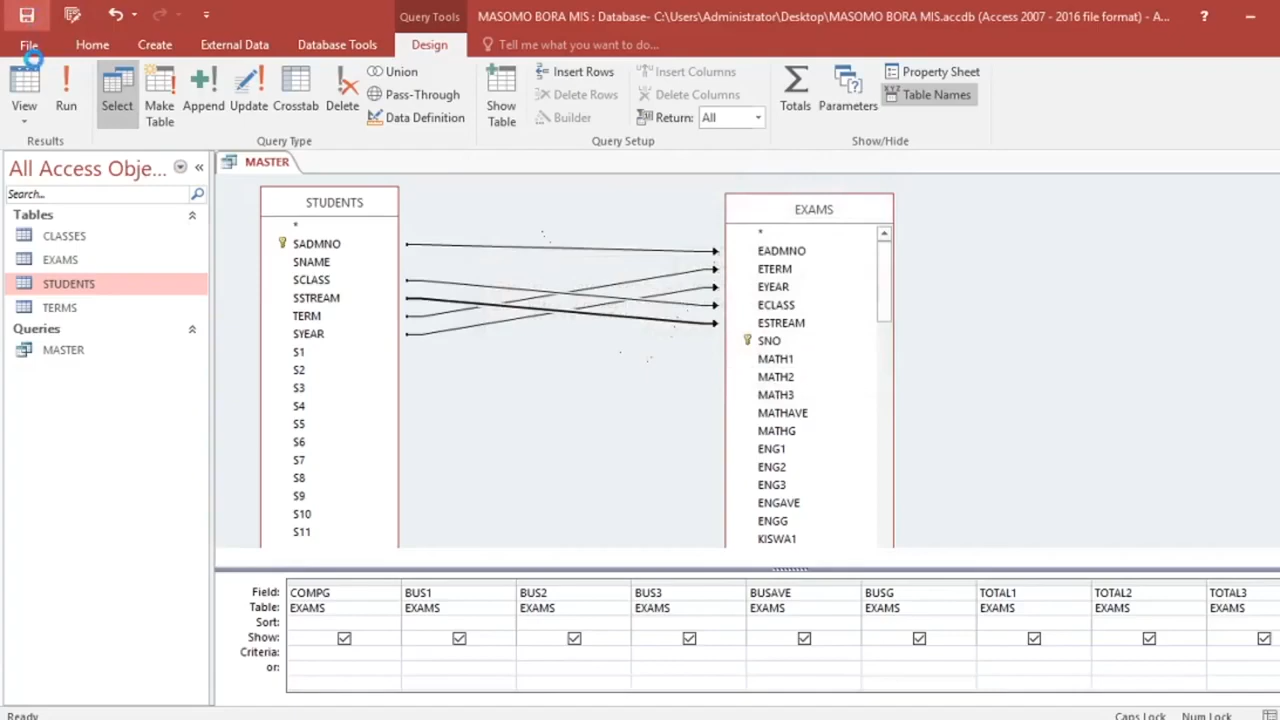 Query Tools
MASOMO BORA MIS : Database- C:\Users\Administrator\Desktop\MASOMO BORA MIS.accdb (Access 2007 - 2016 file format) - A...
?
File
Home
Create
External Data
Database Tools
Design
Tell me what you want to do...
View
Run
Select
Make Table
Append
Update
Crosstab
Delete
Union
Pass-Through
Data Definition
Show Table
Insert Rows
Delete Rows
Builder
Insert Columns
Delete Columns
Return: All
Totals
Parameters
Property Sheet
Table Names
Results
Query Type
Query Setup
Show/Hide
All Access Obje...
Search...
Tables
CLASSES
EXAMS
STUDENTS
TERMS
Queries
MASTER
MASTER
STUDENTS
*
SADMNO
SNAME
SCLASS
SSTREAM
TERM
SYEAR
S1
S2
S3
S4
S5
S6
S7
S8
S9
S10
S11
EXAMS
*
EADMNO
ETERM
EYEAR
ECLASS
ESTREAM
SNO
MATH1
MATH2
MATH3
MATHAVE
MATHG
ENG1
ENG2
ENG3
ENGAVE
ENGG
KISWA1
Field: COMPG BUS1 BUS2 BUS3 BUSAVE BUSG TOTAL1 TOTAL2 TOTAL3
Table: EXAMS EXAMS EXAMS EXAMS EXAMS EXAMS EXAMS EXAMS EXAMS
Sort:
Show:
Criteria:
or:
Ready
Caps Lock Num Lock